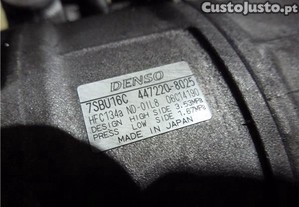 CustoJusto.pt
DENSO
7SBU16C 447220-8025
HFC134a ND-OIL8 06C14190
DESIGN HIGH SIDE 3.53MPa
PRESS LOW SIDE 1.67MPa
MADE IN JAPAN